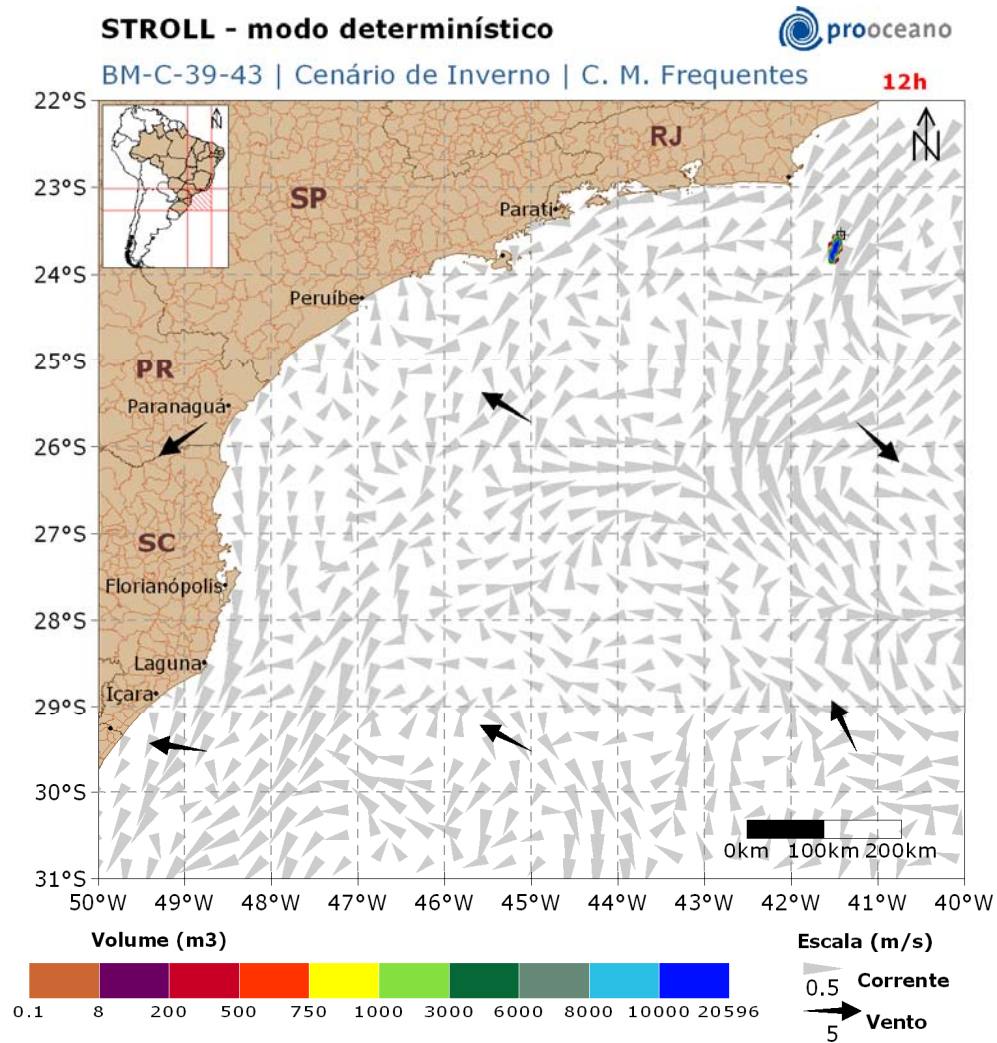 STROLL - modo determinístico
prooceano
BM-C-39-43 | Cenário de Inverno | C. M. Frequentes
12h
22°S
N
N
RJ
23°S
SP
Parati
24°S
Peruíbe
25°S
PR
Paranaguá
26°S
27°S
SC
Florianópolis
28°S
Laguna
Içara
29°S
30°S
0km 100km 200km
31°S
50°W 49°W 48°W 47°W 46°W 45°W 44°W 43°W 42°W 41°W 40°W
Volume (m3)
Escala (m/s)
0.5 Corrente
0.1 8 200 500 750 1000 3000 6000 8000 10000 20596
5 Vento